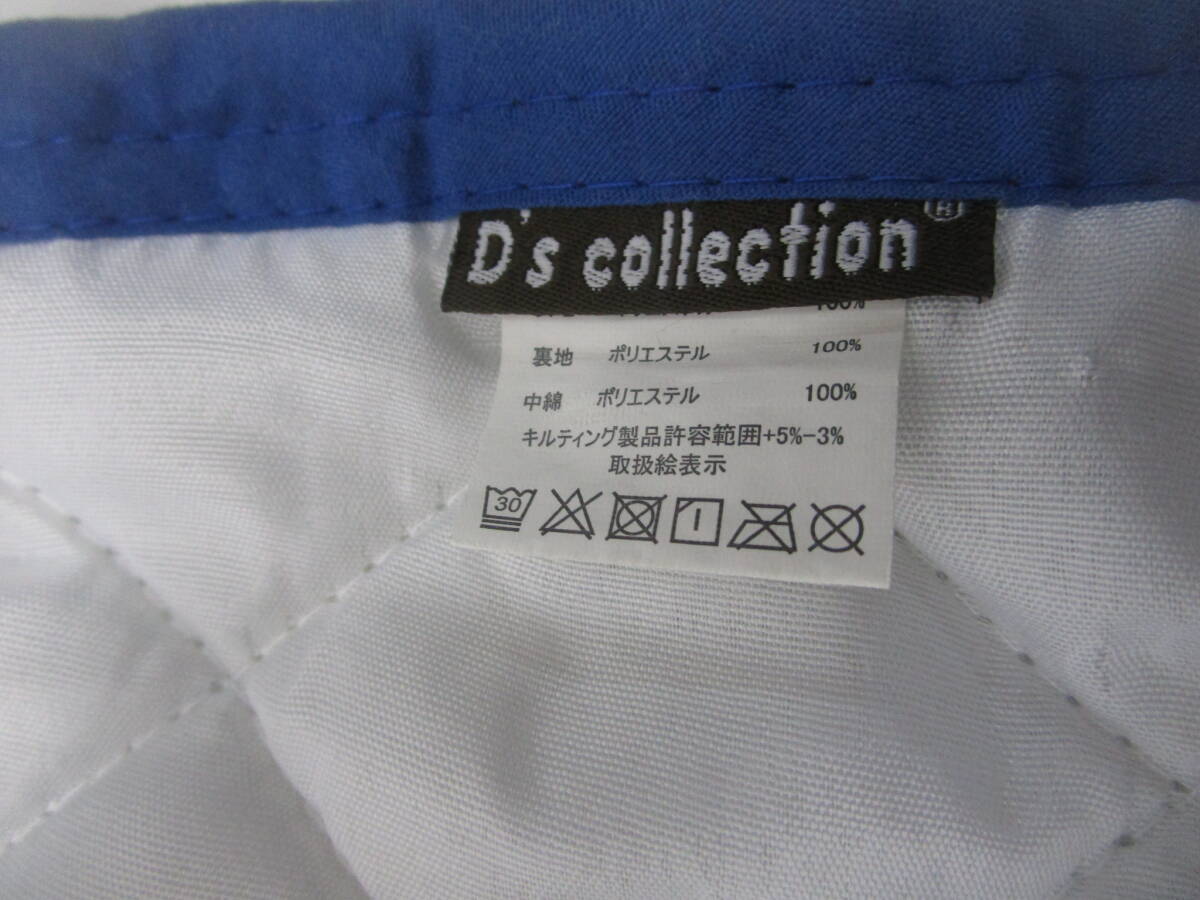 D's collection®
100%
裏地 ポリエステル 100%
中綿 ポリエステル 100%
キルティング製品許容範囲+5%-3%
取扱絵表示
30